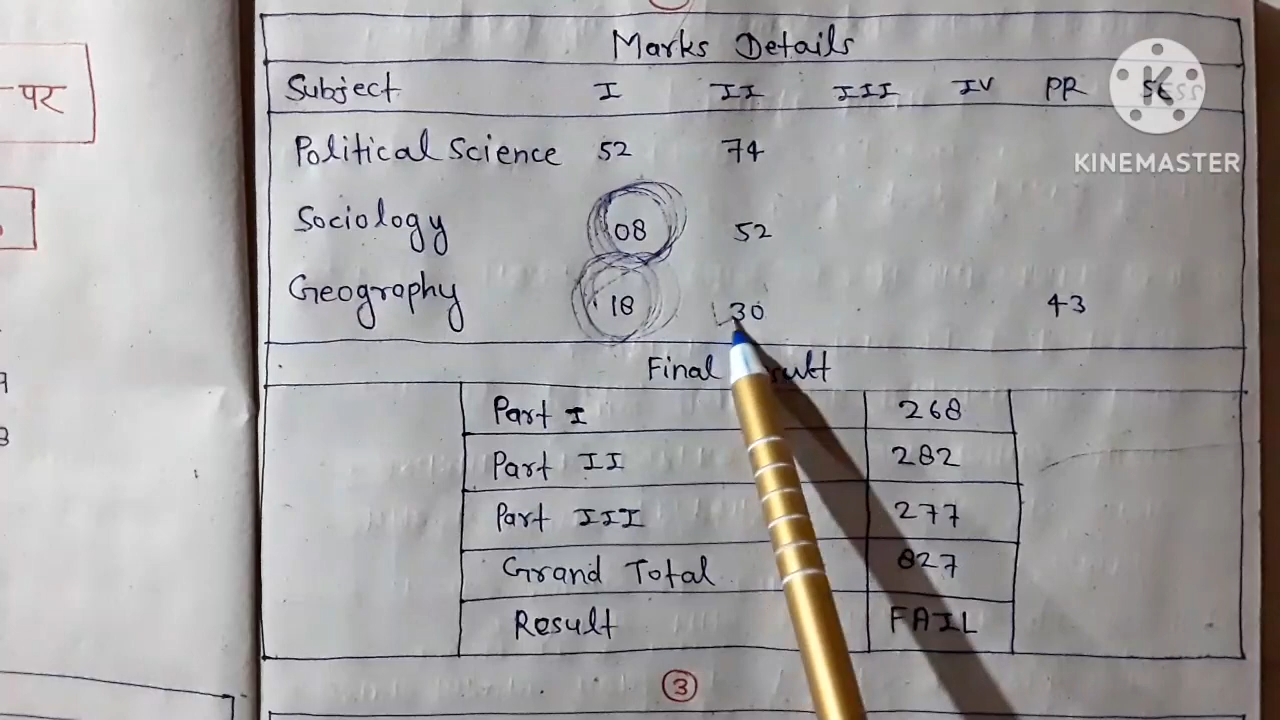 Marks Details
Subject I II III IV PR
पर
KINEMASTER
Political Science 52 74
Sociology 08 52
Geography 18 30 43
Final
Part I 268
Part II 282
Part III 277
Grand Total 827
Result FAIL
3